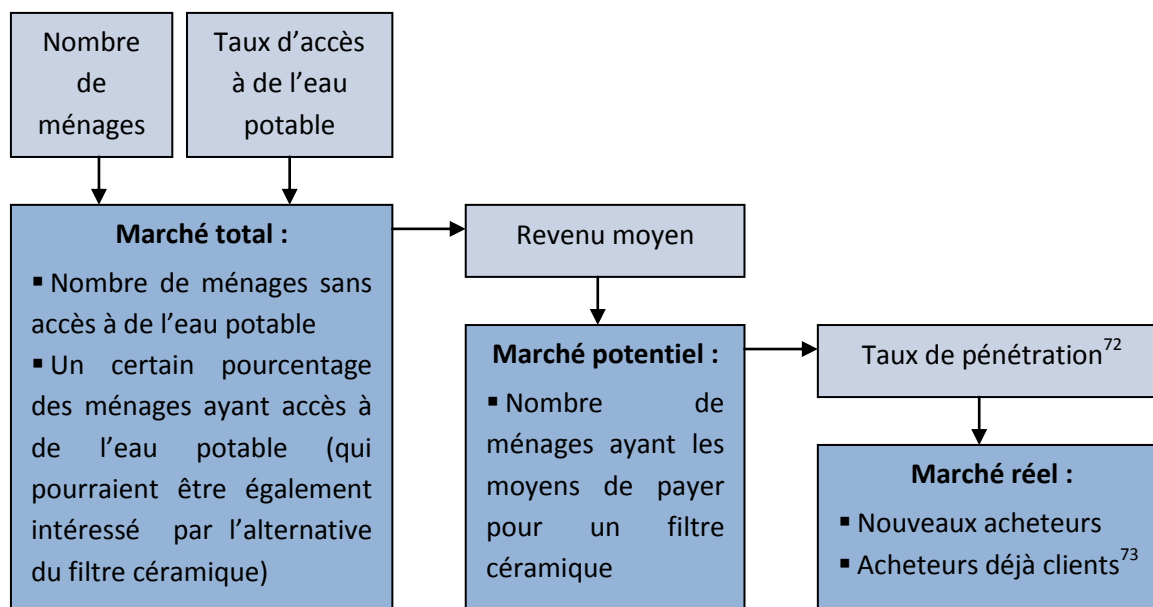 Nombre
de
ménages
Taux d’accès
à de l’eau
potable
Marché total :
▪ Nombre de ménages sans
accès à de l’eau potable
▪ Un certain pourcentage
des ménages ayant accès à
de l’eau potable (qui
pourraient être également
intéressé par l’alternative
du filtre céramique)
Revenu moyen
Marché potentiel :
▪ Nombre de
ménages ayant les
moyens de payer
pour un filtre
céramique
Taux de pénétration72
Marché réel :
▪ Nouveaux acheteurs
▪ Acheteurs déjà clients73